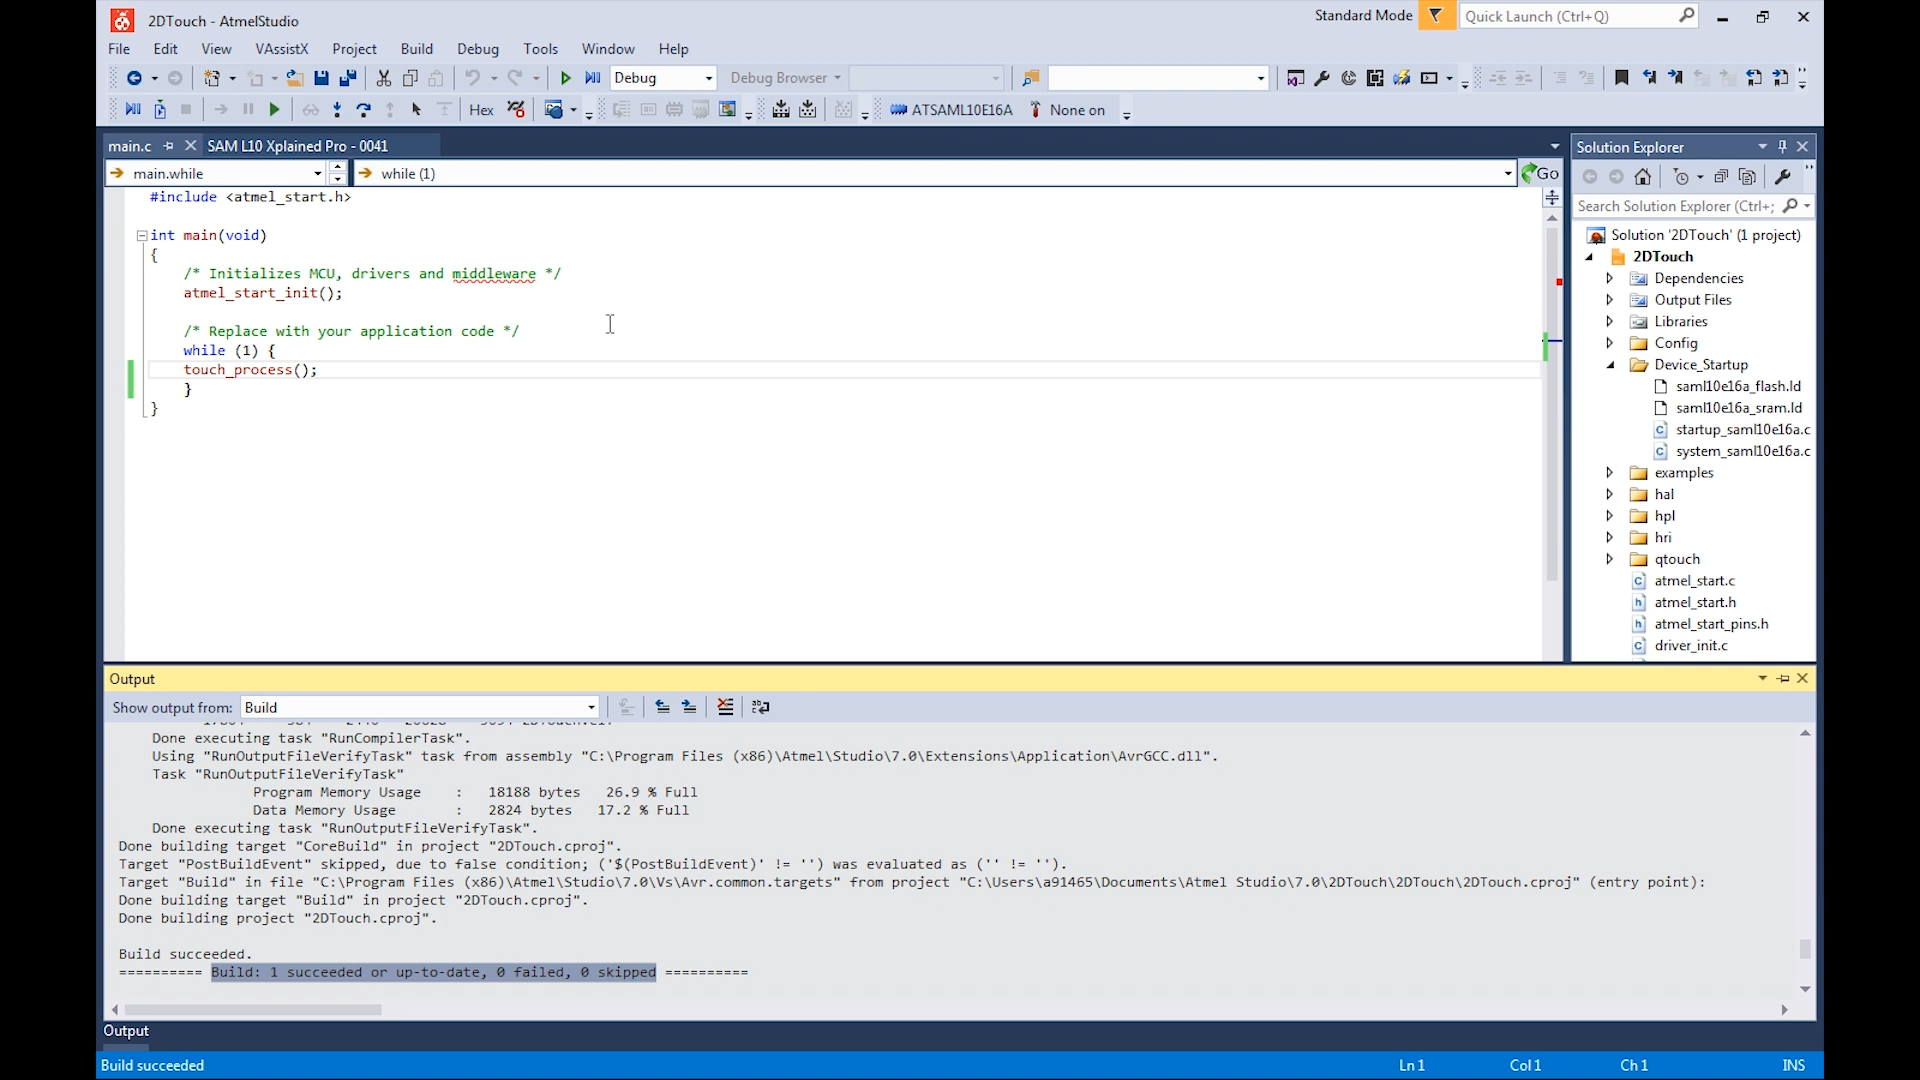 2DTouch - AtmelStudio
Standard Mode
Quick Launch (Ctrl+Q)
File Edit View VAssistX Project Build Debug Tools Window Help
Debug
Debug Browser
Hex
ATSAML10E16A
None on
main.c
SAM L10 Xplained Pro - 0041
main.while
while (1)
Go
#include <atmel_start.h>
int main(void)
{
/* Initializes MCU, drivers and middleware */
atmel_start_init();
/* Replace with your application code */
while (1) {
touch_process();
}
}
Solution Explorer
Search Solution Explorer (Ctrl+;
Solution '2DTouch' (1 project)
2DTouch
Dependencies
Output Files
Libraries
Config
Device_Startup
saml10e16a_flash.ld
saml10e16a_sram.ld
startup_saml10e16a.c
system_saml10e16a.c
examples
hal
hpl
hri
qtouch
atmel_start.c
atmel_start.h
atmel_start_pins.h
driver_init.c
Output
Show output from: Build
Done executing task "RunCompilerTask".
Using "RunOutputFileVerifyTask" task from assembly "C:\Program Files (x86)\Atmel\Studio\7.0\Extensions\Application\AvrGCC.dll".
Task "RunOutputFileVerifyTask"
Program Memory Usage : 18188 bytes 26.9 % Full
Data Memory Usage : 2824 bytes 17.2 % Full
Done executing task "RunOutputFileVerifyTask".
Done building target "CoreBuild" in project "2DTouch.cproj".
Target "PostBuildEvent" skipped, due to false condition; ('$(PostBuildEvent)' != '') was evaluated as ('' != '').
Target "Build" in file "C:\Program Files (x86)\Atmel\Studio\7.0\Vs\Avr.common.targets" from project "C:\Users\a91465\Documents\Atmel Studio\7.0\2DTouch\2DTouch\2DTouch.cproj" (entry point):
Done building target "Build" in project "2DTouch.cproj".
Done building project "2DTouch.cproj".
Build succeeded.
========== Build: 1 succeeded or up-to-date, 0 failed, 0 skipped ==========
Output
Build succeeded
Ln 1
Col 1
Ch 1
INS